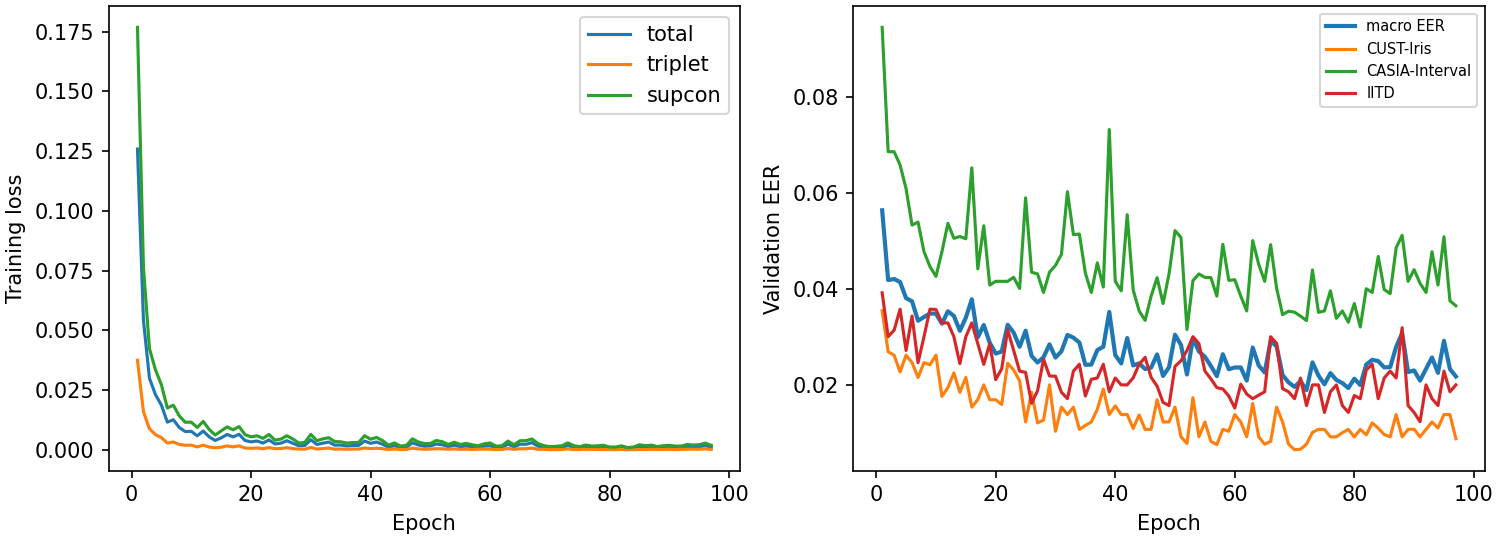 0.175
0.150
0.125
0.100
0.075
0.050
0.025
0.000
Training loss
0 20 40 60 80 100
Epoch
total
triplet
supcon
0.08
0.06
0.04
0.02
Validation EER
0 20 40 60 80 100
Epoch
macro EER
CUST-Iris
CASIA-Interval
IITD